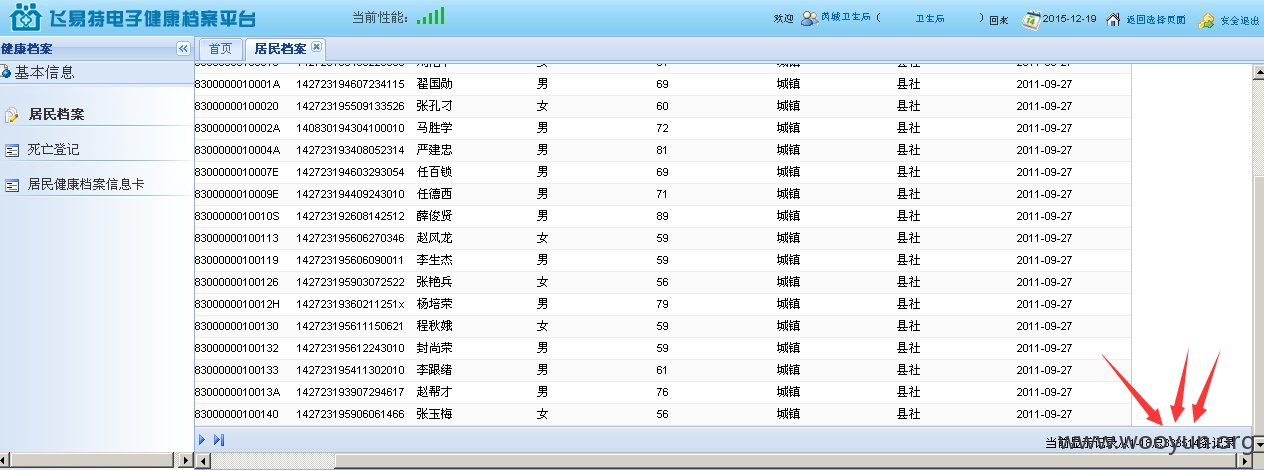 飞易特电子健康档案平台
当前性能：
欢迎 芮城卫生局（ 卫生局 ）回来 2015-12-19 返回选择页面 安全退出
健康档案
首页 居民档案
基本信息
居民档案
死亡登记
居民健康档案信息卡
8300000010001A 142723194607234115 翟国勋 男 69 城镇 县社 2011-09-27
83000000100020 142723195509133526 张孔才 女 60 城镇 县社 2011-09-27
8300000010002A 140830194304100010 马胜学 男 72 城镇 县社 2011-09-27
8300000010004A 142723193408052314 严建忠 男 81 城镇 县社 2011-09-27
8300000010007E 142723194603293054 任百锁 男 69 城镇 县社 2011-09-27
8300000010009E 142723194409243010 任德西 男 71 城镇 县社 2011-09-27
8300000010010S 142723192608142512 薛俊贤 男 89 城镇 县社 2011-09-27
83000000100113 142723195606270346 赵风龙 女 59 城镇 县社 2011-09-27
83000000100119 142723195606090011 李生杰 男 59 城镇 县社 2011-09-27
83000000100126 142723195903072522 张艳兵 女 56 城镇 县社 2011-09-27
8300000010012H 14272319360211251x 杨培荣 男 79 城镇 县社 2011-09-27
83000000100130 142723195611150621 程秋娥 女 59 城镇 县社 2011-09-27
83000000100132 142723195612243010 封尚荣 男 59 城镇 县社 2011-09-27
83000000100133 142723195411302010 李跟绪 男 61 城镇 县社 2011-09-27
8300000010013A 142723193907294617 赵帮才 男 76 城镇 县社 2011-09-27
83000000100140 142723195906061466 张玉梅 女 56 城镇 县社 2011-09-27
www.wooyun.org